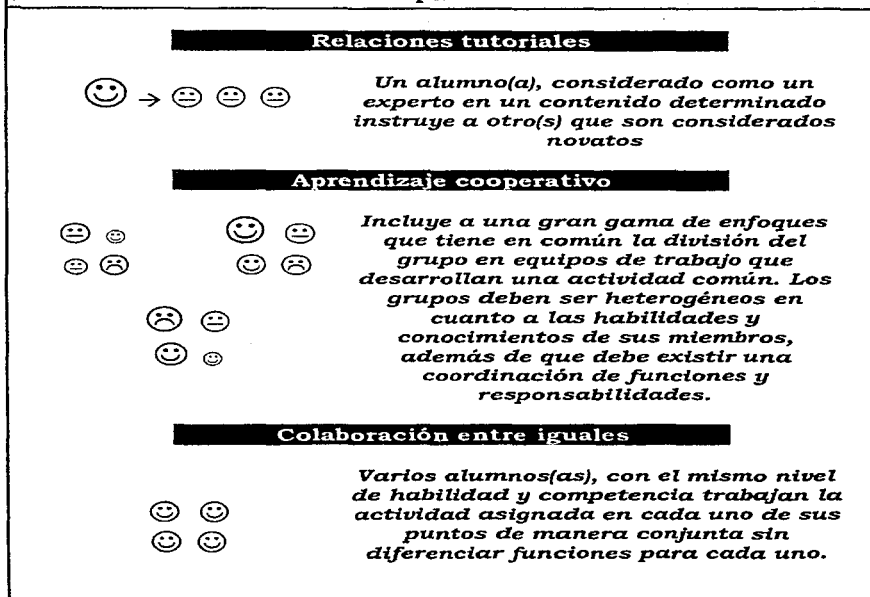 Relaciones tutoriales
Un alumno(a), considerado como un
experto en un contenido determinado
instruye a otro(s) que son considerados
novatos
Aprendizaje cooperativo
Incluye a una gran gama de enfoques
que tiene en común la división del
grupo en equipos de trabajo que
desarrollan una actividad común. Los
grupos deben ser heterogéneos en
cuanto a las habilidades y
conocimientos de sus miembros,
además de que debe existir una
coordinación de funciones y
responsabilidades.
Colaboración entre iguales
Varios alumnos(as), con el mismo nivel
de habilidad y competencia trabajan la
actividad asignada en cada uno de sus
puntos de manera conjunta sin
diferenciar funciones para cada uno.